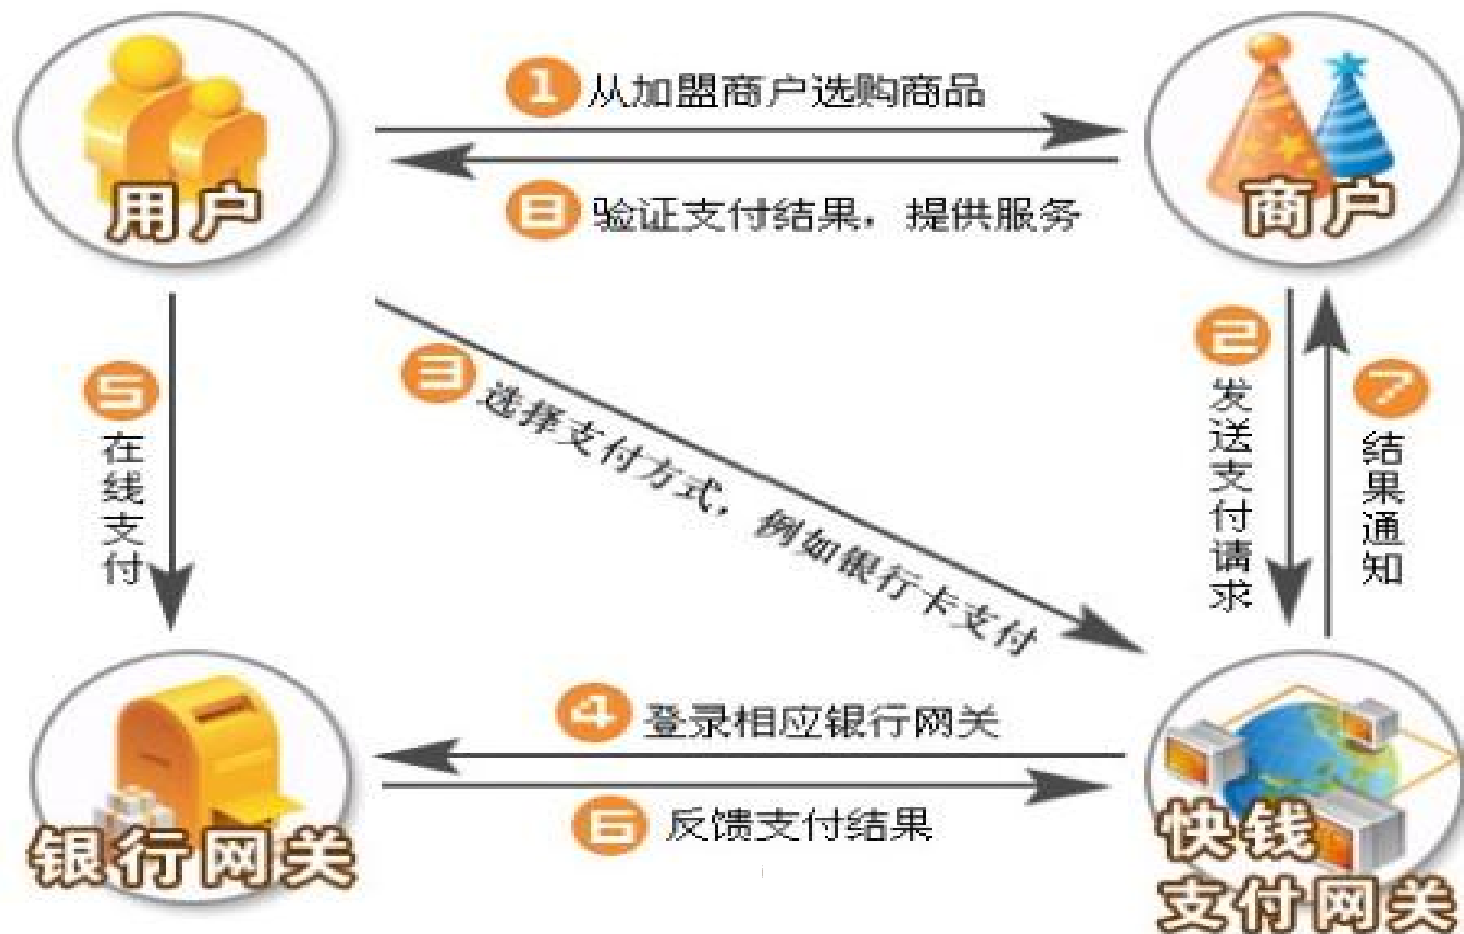 1 从加盟商户选购商品
用户
商户
8 验证支付结果，提供服务
3 选择支付方式，例如银行卡支付
2 发送支付请求
7 结果通知
5 在线支付
4 登录相应银行网关
6 反馈支付结果
银行网关
快钱
支付网关